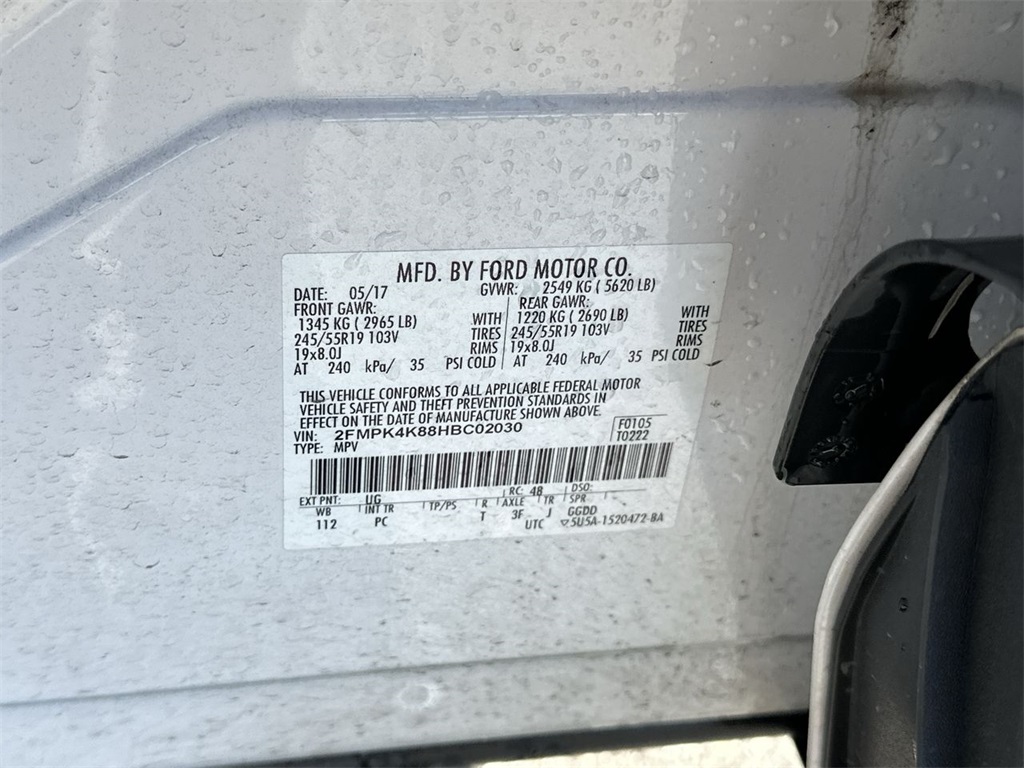 MFD. BY FORD MOTOR CO.
DATE: 05/17 GVWR: 2549 KG ( 5620 LB)
FRONT GAWR: REAR GAWR:
1345 KG ( 2965 LB) WITH 1220 KG ( 2690 LB) WITH
245/55R19 103V TIRES 245/55R19 103V TIRES
19x8.0J RIMS 19x8.0J RIMS
AT 240 kPa/ 35 PSI COLD AT 240 kPa/ 35 PSI COLD
THIS VEHICLE CONFORMS TO ALL APPLICABLE FEDERAL MOTOR
VEHICLE SAFETY AND THEFT PREVENTION STANDARDS IN
EFFECT ON THE DATE OF MANUFACTURE SHOWN ABOVE.
VIN: 2FMPK4K88HBC02030 F0105
TYPE: MPV T0222
EXT PNT: UG RC: 48 DSO:
WB INT TR TP/PS R AXLE TR SPR
112 PC T 3F J GGDD
UTC ▽5U5A-1520472-BA